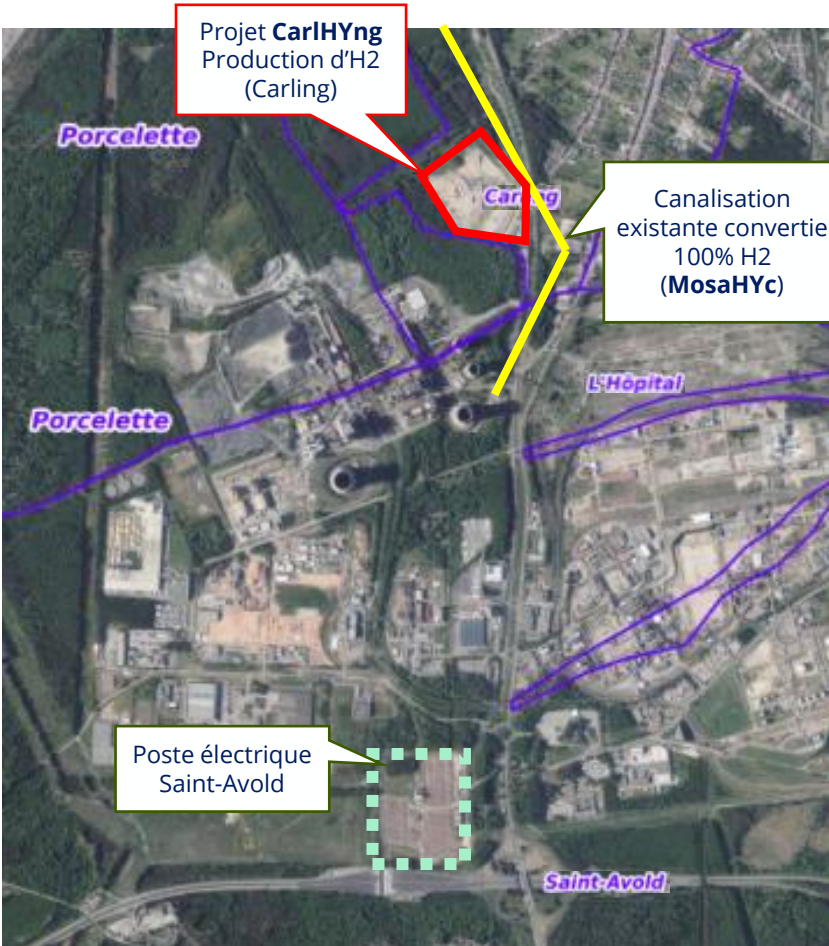 Projet CarlHYng
Production d'H2
(Carling)
Porcelette
Carling
Canalisation
existante convertie
100% H2
(MosaHYc)
L'Hôpital
Porcelette
Poste électrique
Saint-Avold
Saint-Avold